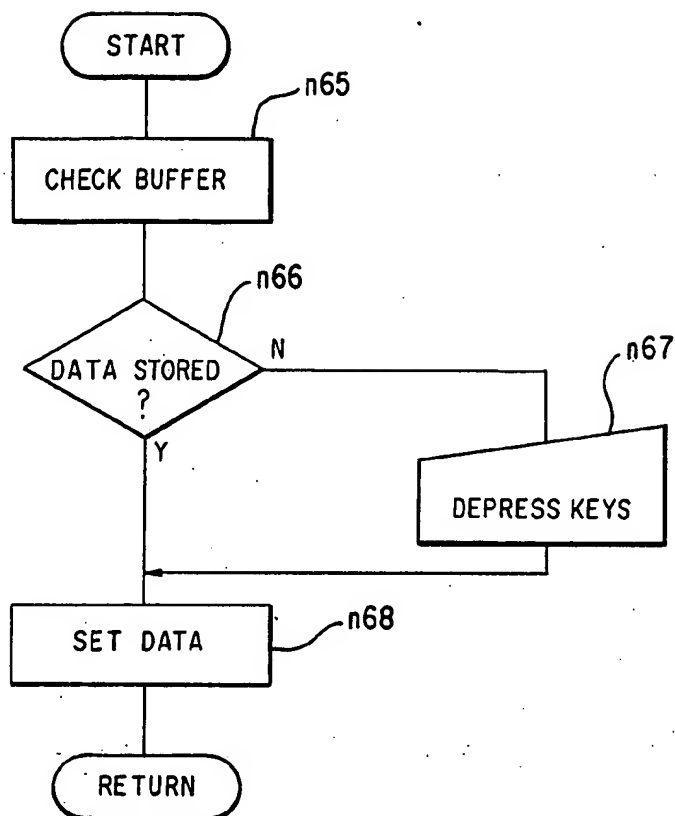 START
n65
CHECK BUFFER
n66
DATA STORED
?
N
Y
n67
DEPRESS KEYS
SET DATA
n68
RETURN